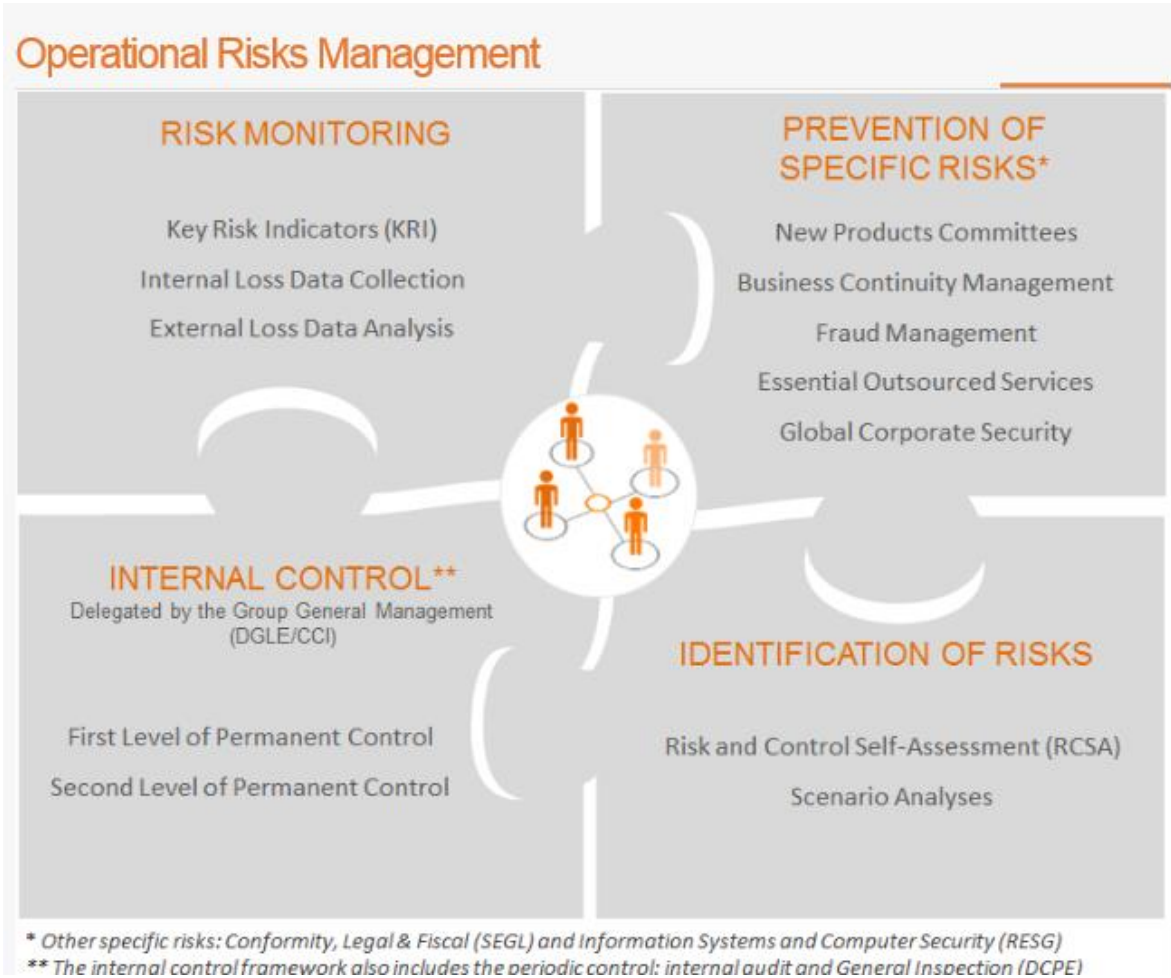 Operational Risks Management
RISK MONITORING
Key Risk Indicators (KRI)
Internal Loss Data Collection
External Loss Data Analysis
PREVENTION OF
SPECIFIC RISKS*
New Products Committees
Business Continuity Management
Fraud Management
Essential Outsourced Services
Global Corporate Security
INTERNAL CONTROL**
Delegated by the Group General Management
(DGLE/CCI)
First Level of Permanent Control
Second Level of Permanent Control
IDENTIFICATION OF RISKS
Risk and Control Self-Assessment (RCSA)
Scenario Analyses
* Other specific risks: Conformity, Legal & Fiscal (SEGL) and Information Systems and Computer Security (RESG)
** The internal control framework also includes the periodic control: internal audit and General Inspection (DCPE)